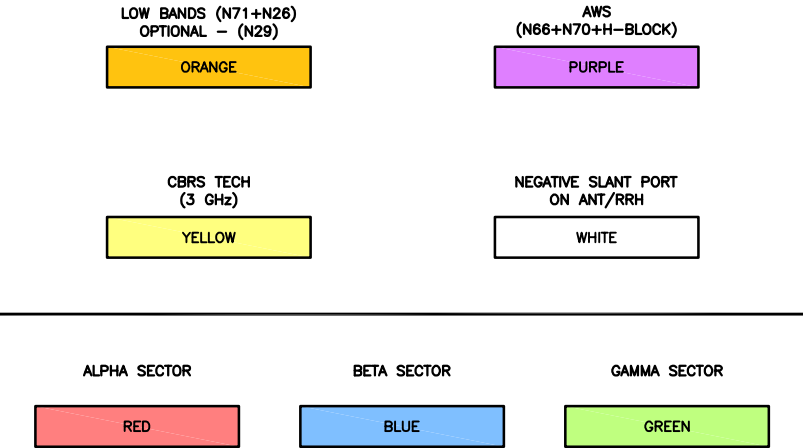 LOW BANDS (N71+N26)
OPTIONAL - (N29)
ORANGE
AWS
(N66+N70+H-BLOCK)
PURPLE
CBRS TECH
(3 GHz)
YELLOW
NEGATIVE SLANT PORT
ON ANT/RRH
WHITE
ALPHA SECTOR
RED
BETA SECTOR
BLUE
GAMMA SECTOR
GREEN